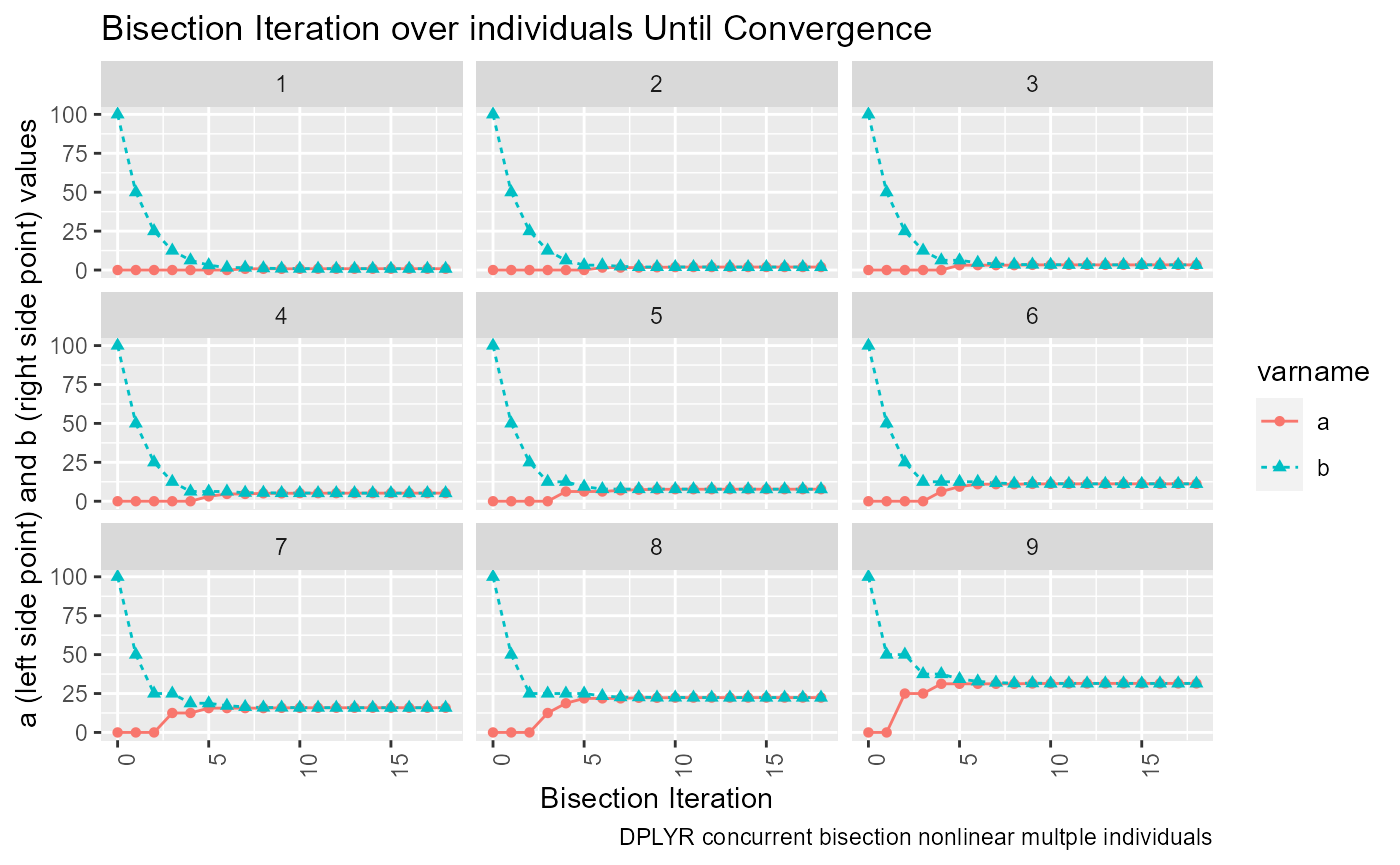 Bisection Iteration over individuals Until Convergence
a (left side point) and b (right side point) values
1 2 3
100
75
50
25
0
4 5 6
100
75
50
25
0
7 8 9
100
75
50
25
0
0 5 10 15 0 5 10 15 0 5 10 15
Bisection Iteration
varname
a
b
DPLYR concurrent bisection nonlinear multple individuals